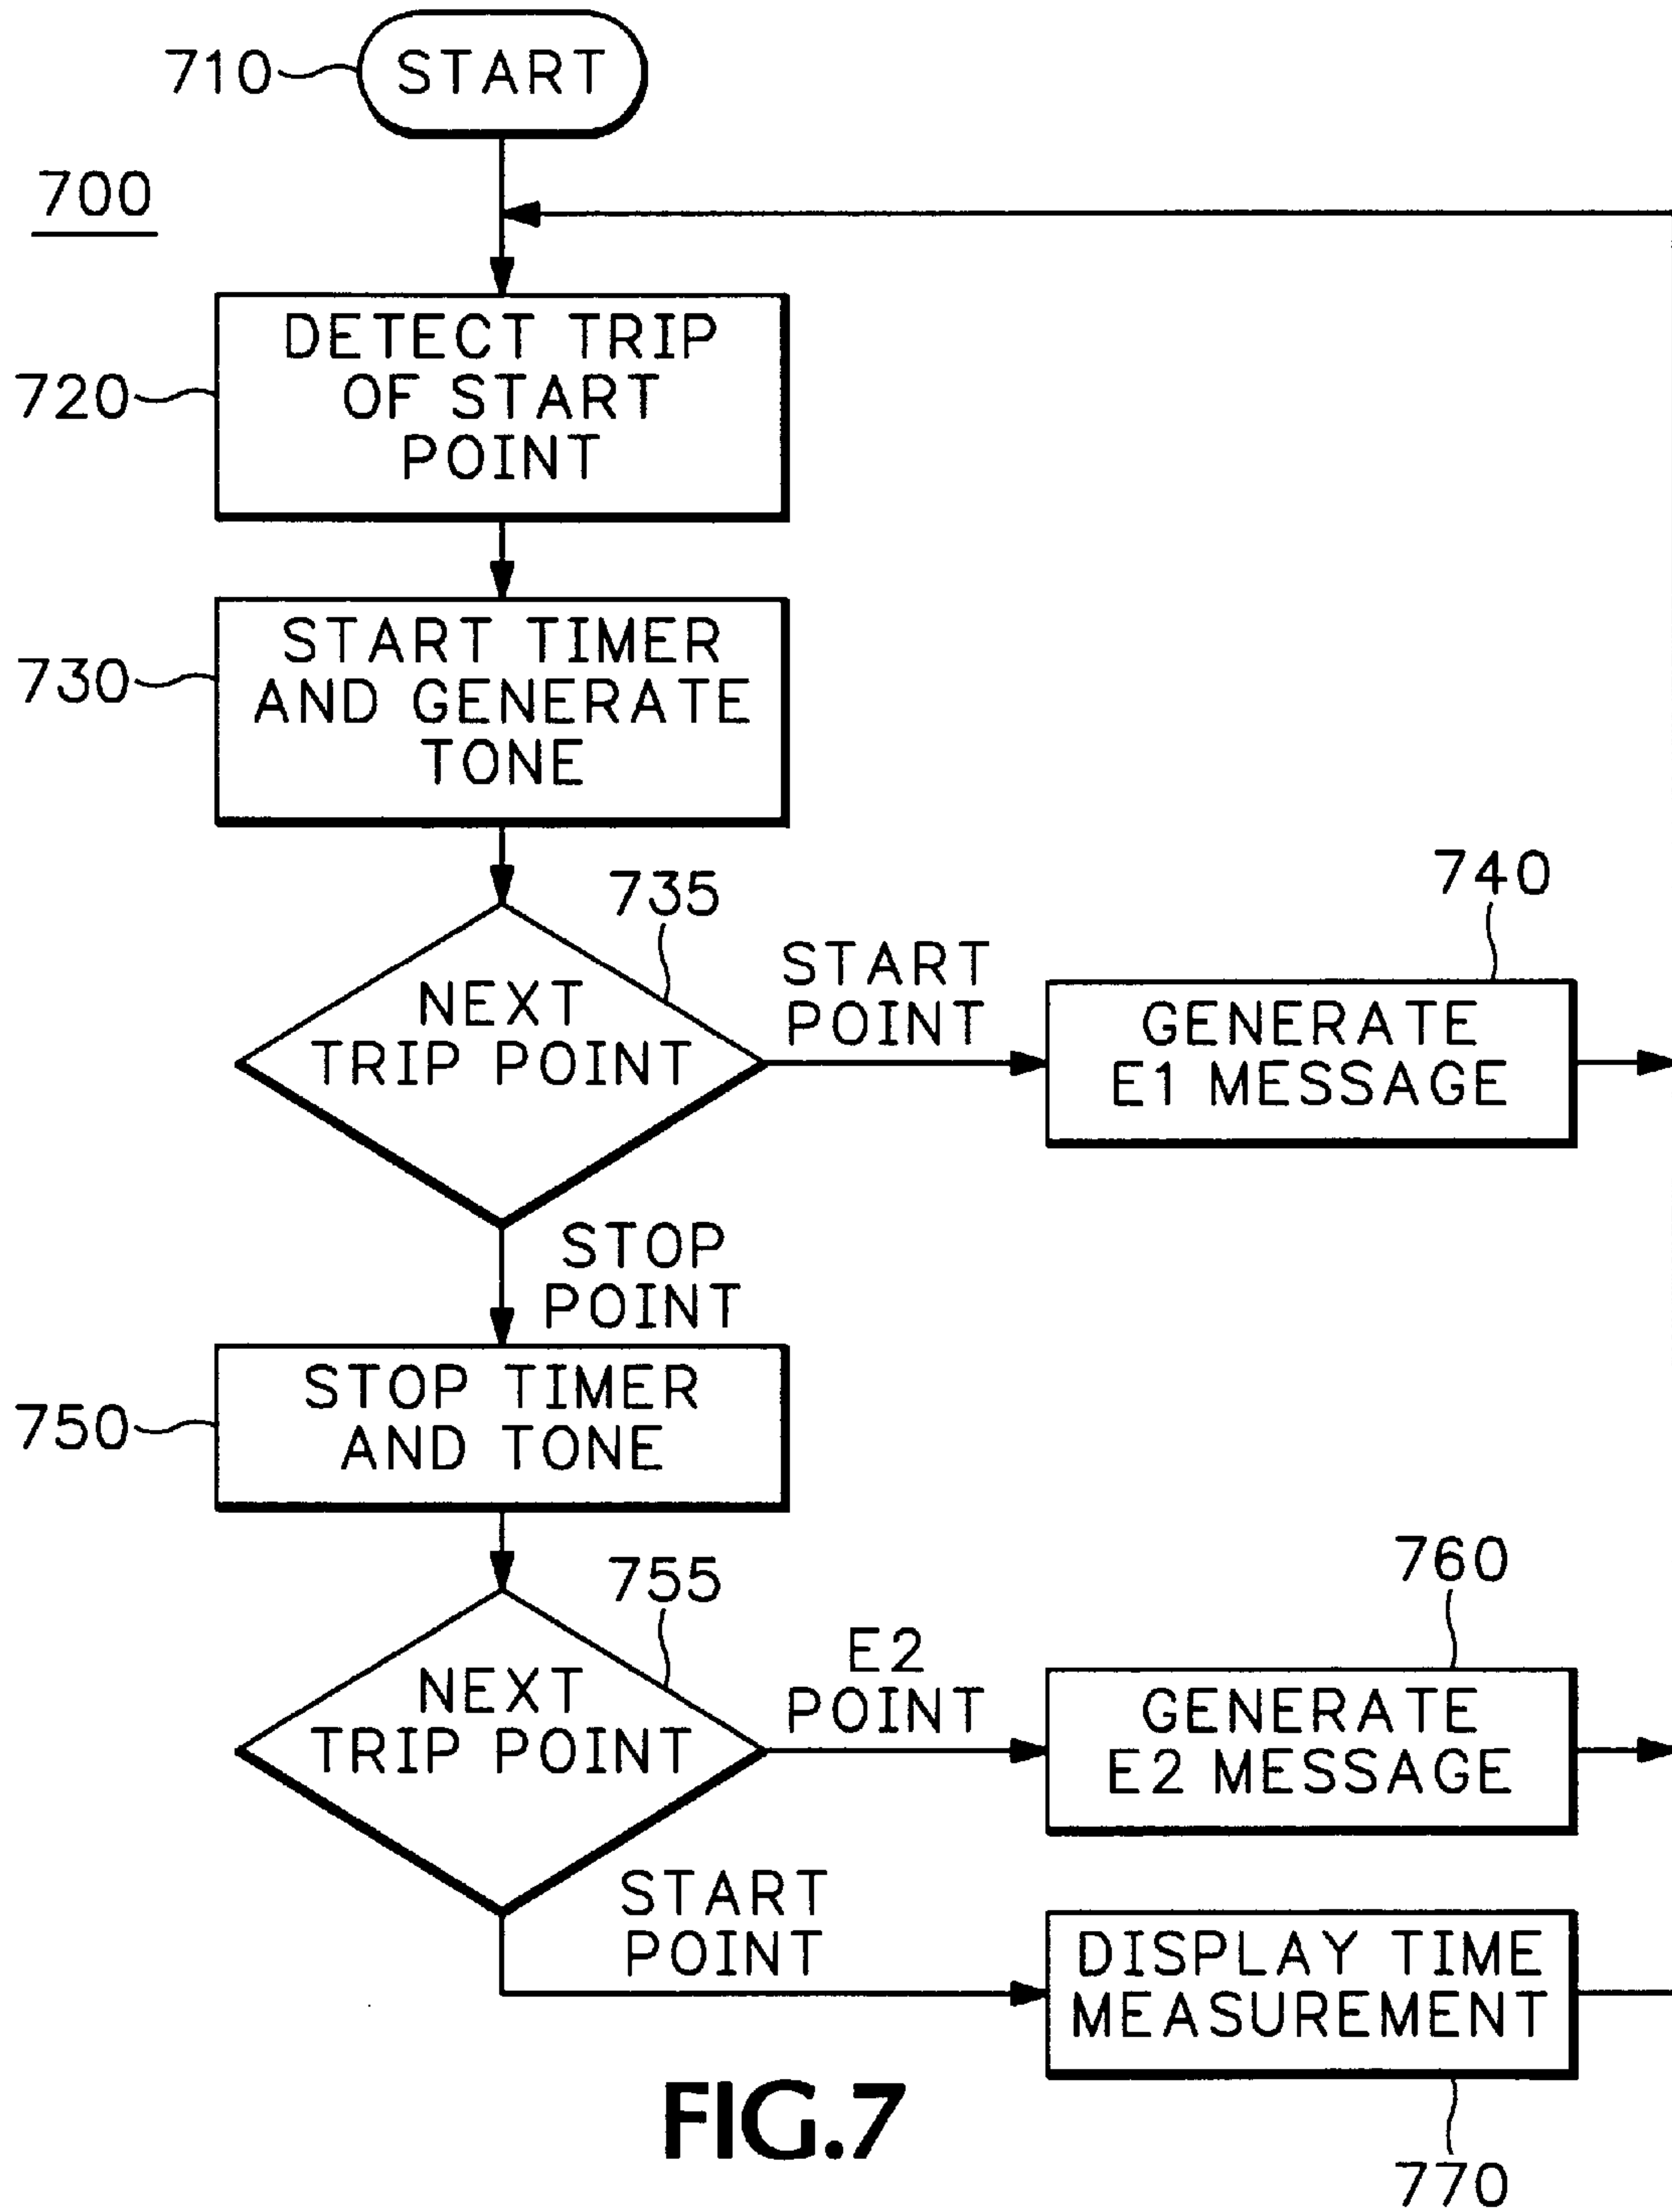 710
START
700
720
DETECT TRIP
OF START
POINT
730
START TIMER
AND GENERATE
TONE
735
NEXT
TRIP POINT
START
POINT
740
GENERATE
E1 MESSAGE
STOP
POINT
750
STOP TIMER
AND TONE
755
NEXT
TRIP POINT
E2
POINT
760
GENERATE
E2 MESSAGE
START
POINT
DISPLAY TIME
MEASUREMENT
770
FIG.7